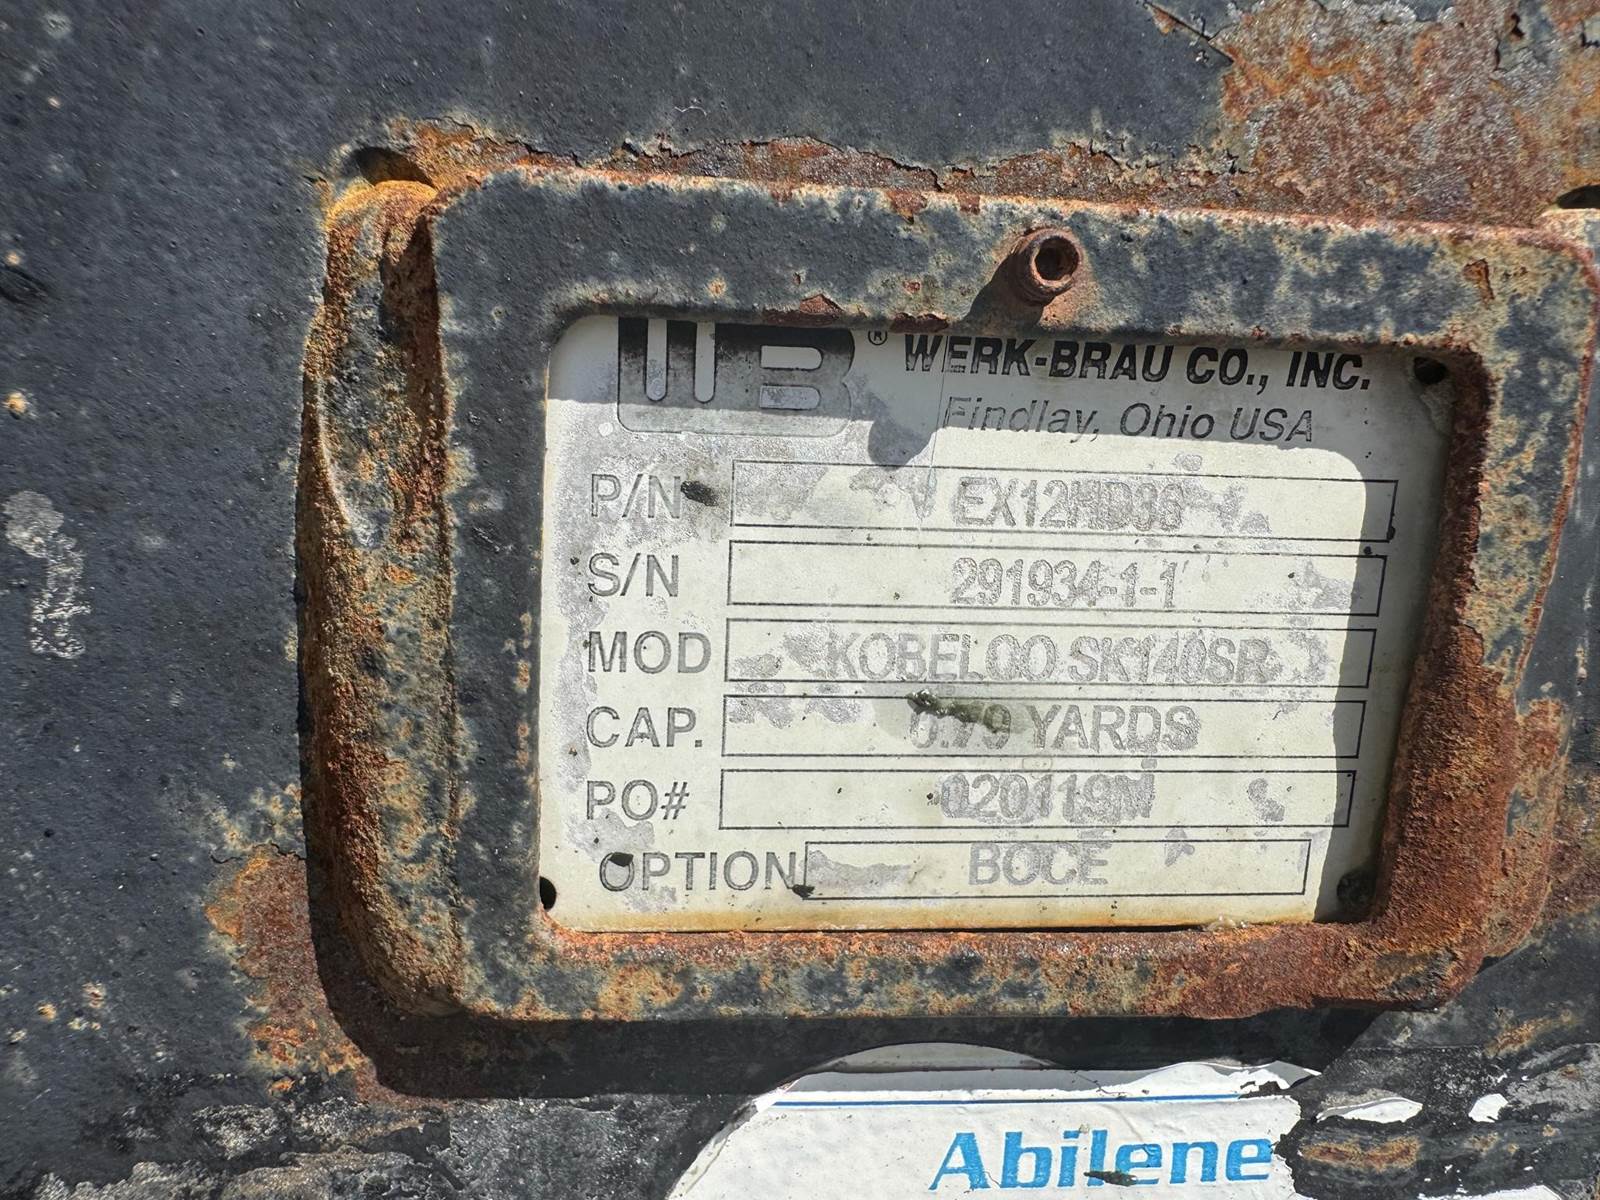 WB® WERK-BRAU CO., INC.
Findlay, Ohio USA
P/N EX12HD36
S/N 291934-1-1
MOD KOBELCO SK140SR
CAP. 0.79 YARDS
PO# 020119M
OPTION BOCE
Abilene